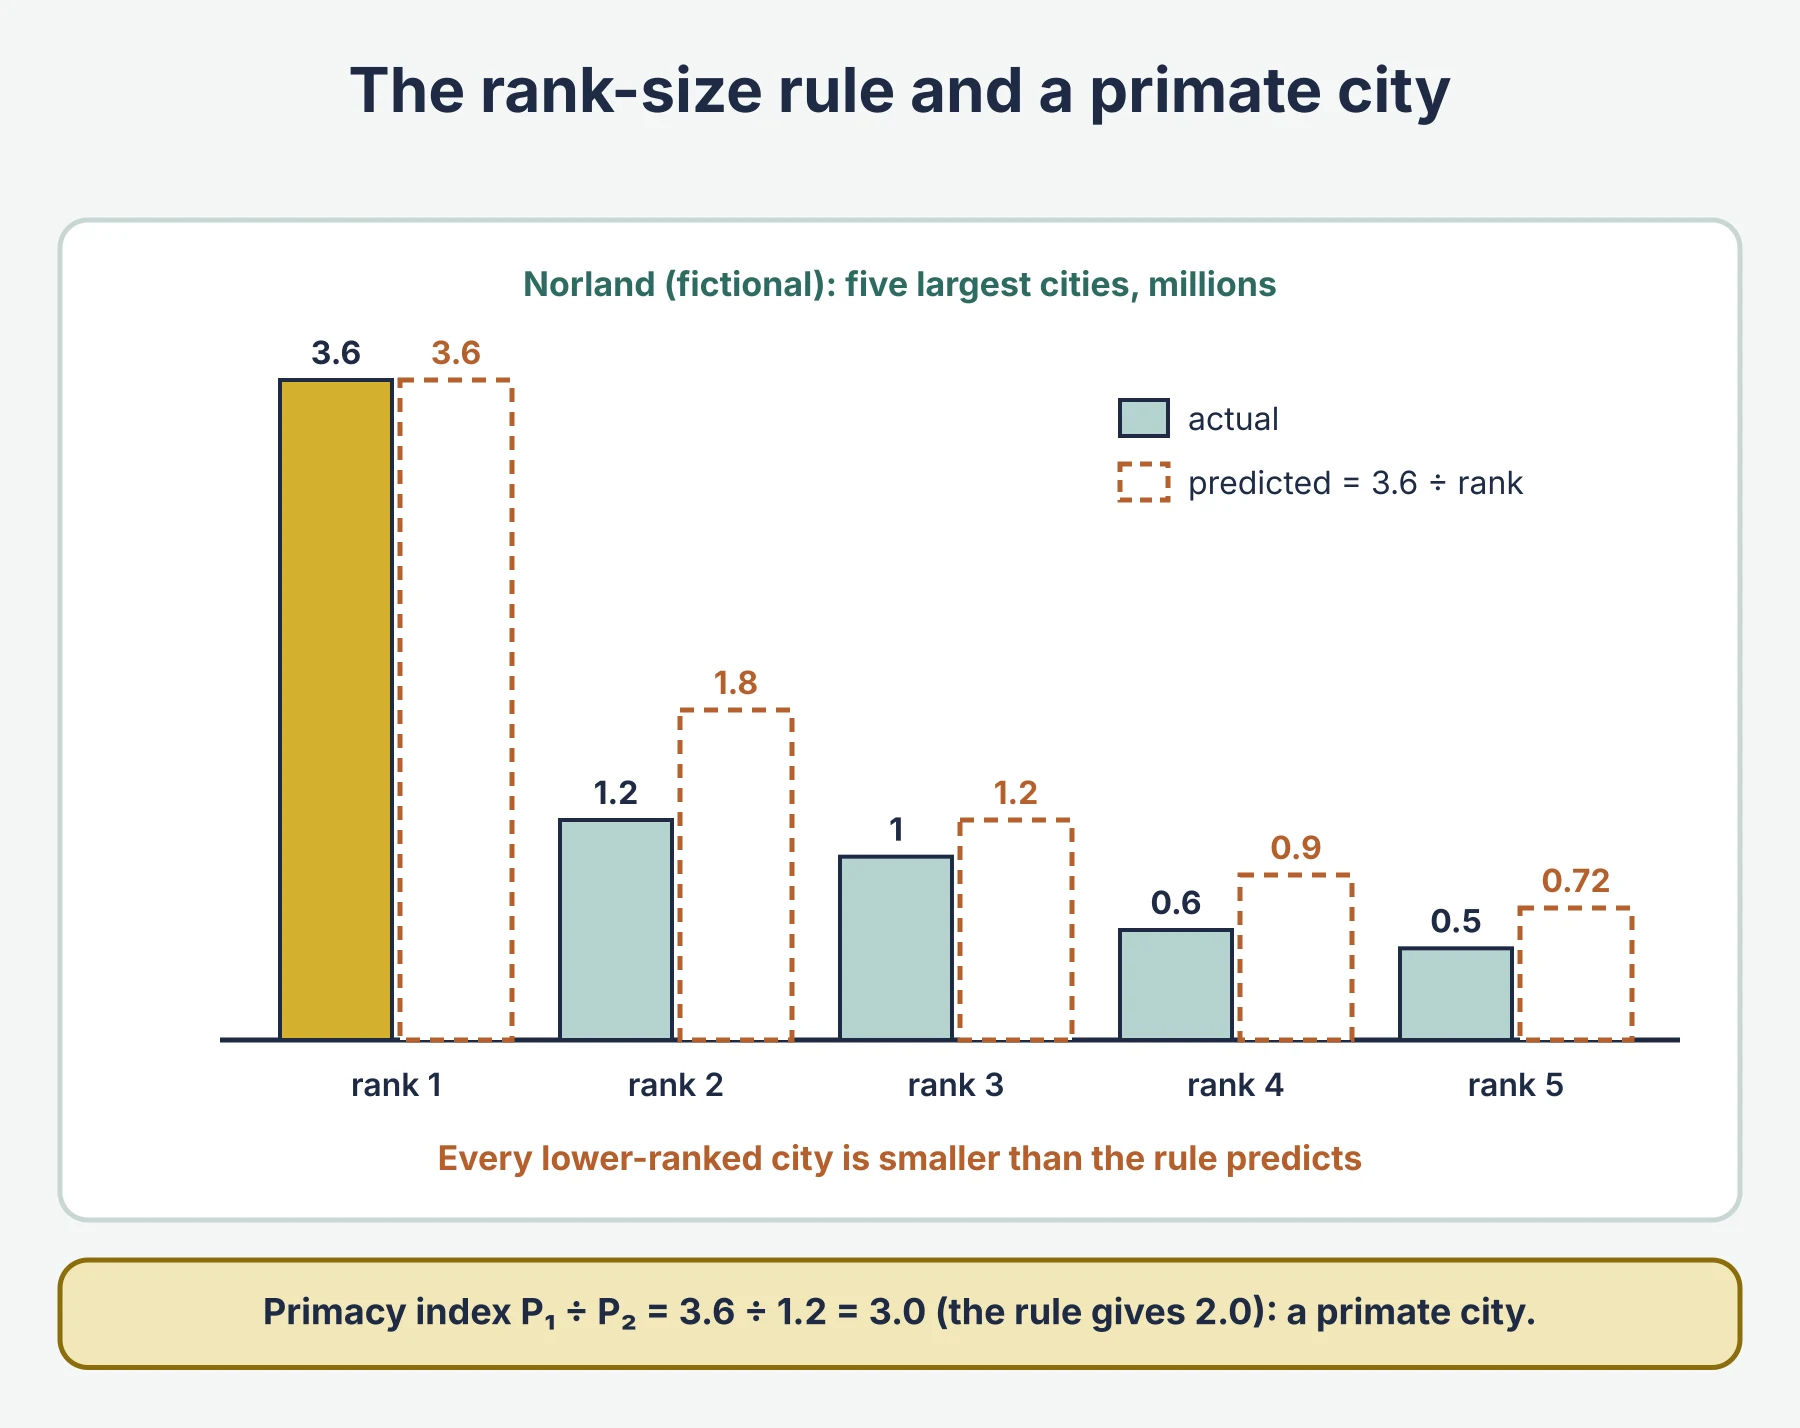 The rank-size rule and a primate city
Norland (fictional): five largest cities, millions
3.6
3.6
actual
predicted = 3.6 ÷ rank
1.8
1.2
1.2
1
0.9
0.6
0.72
0.5
rank 1
rank 2
rank 3
rank 4
rank 5
Every lower-ranked city is smaller than the rule predicts
Primacy index P₁ ÷ P₂ = 3.6 ÷ 1.2 = 3.0 (the rule gives 2.0): a primate city.